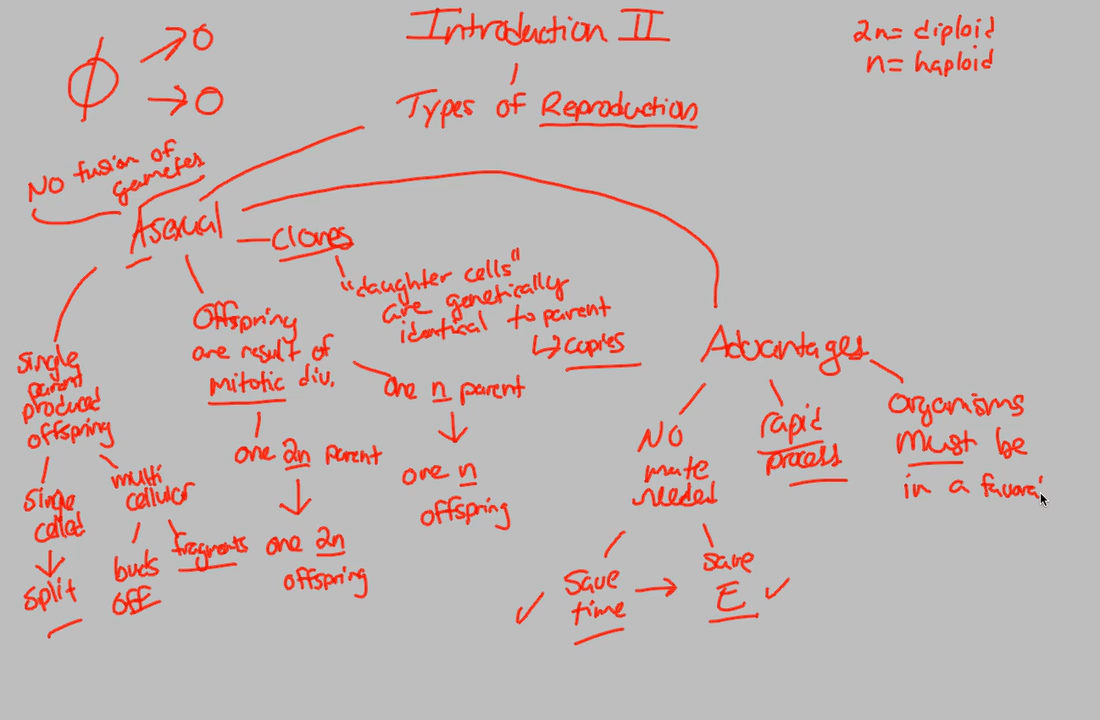 Introduction II
2n= diploid
n= haploid
Types of Reproduction
No fusion of
gametes
Asexual
Clones
"daughter cells"
are genetically
identical to parent
↳ copies
Single
parent
produced
offspring
single
celled
split
multi
cellular
buds
off
fragments
Offspring
are result of
mitotic div.
one 2n parent
one 2n
offspring
one n parent
one n
offspring
Advantages
NO
mate
needed
save
time
save
E
rapid
process
Organisms
Must be
in a